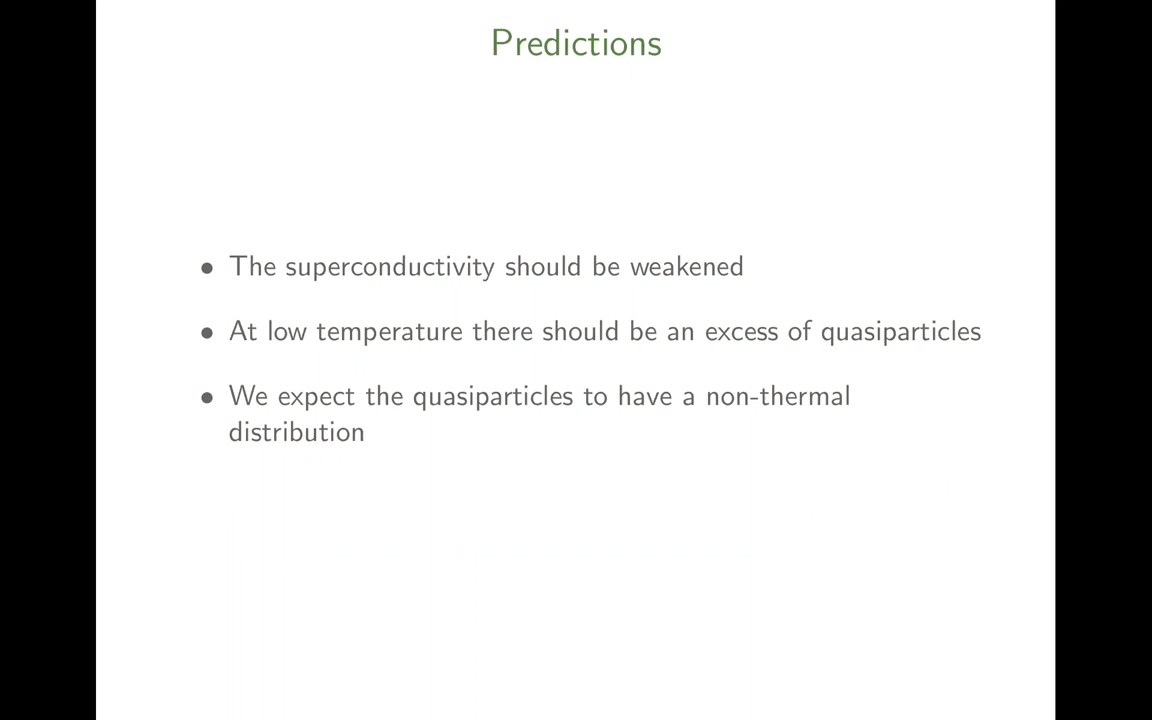 Predictions
• The superconductivity should be weakened
• At low temperature there should be an excess of quasiparticles
• We expect the quasiparticles to have a non-thermal
distribution